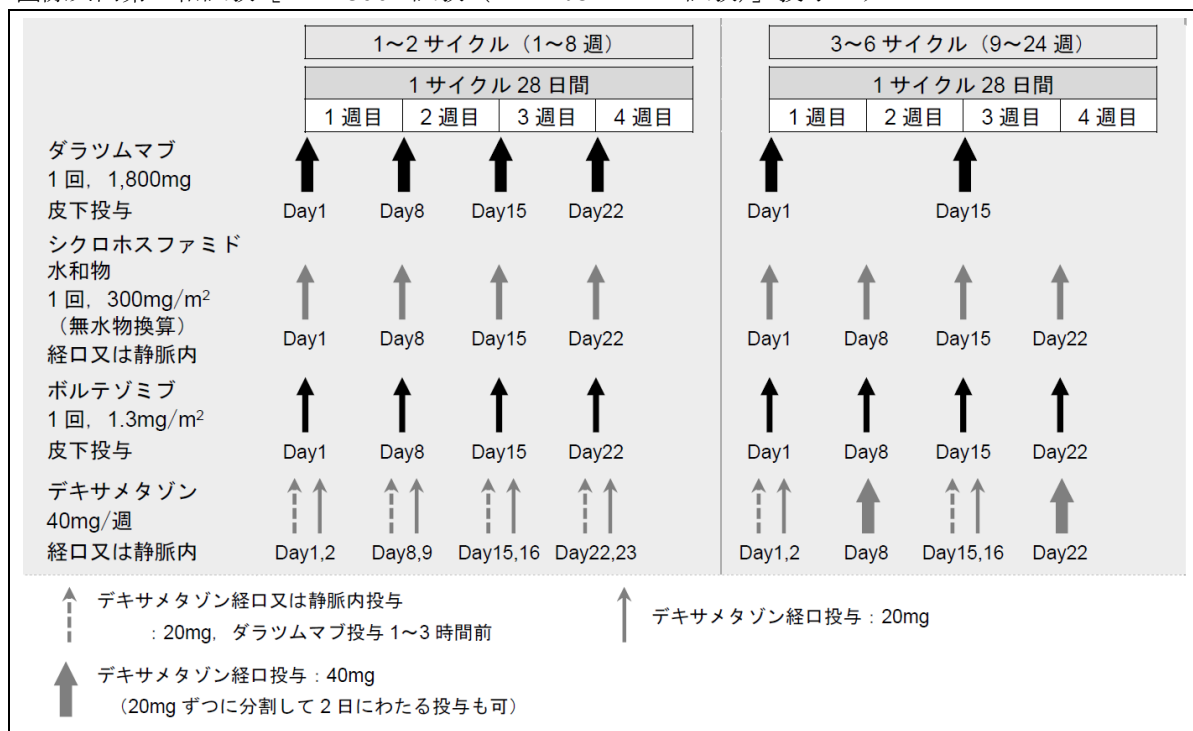 1～2 サイクル（1～8 週）
3～6 サイクル（9～24 週）
1 サイクル 28 日間
1 サイクル 28 日間
1 週目 2 週目 3 週目 4 週目
1 週目 2 週目 3 週目 4 週目
ダラツムマブ
1 回，1,800mg
皮下投与
Day1 Day8 Day15 Day22
Day1 Day15
シクロホスファミド
水和物
1 回，300mg/m²
（無水物換算）
経口又は静脈内
Day1 Day8 Day15 Day22
Day1 Day8 Day15 Day22
ボルテゾミブ
1 回，1.3mg/m²
皮下投与
Day1 Day8 Day15 Day22
Day1 Day8 Day15 Day22
デキサメタゾン
40mg/週
経口又は静脈内
Day1,2 Day8,9 Day15,16 Day22,23
Day1,2 Day8 Day15,16 Day22
デキサメタゾン経口又は静脈内投与
：20mg，ダラツムマブ投与 1～3 時間前
デキサメタゾン経口投与：20mg
デキサメタゾン経口投与：40mg
（20mg ずつに分割して 2 日にわたる投与も可）